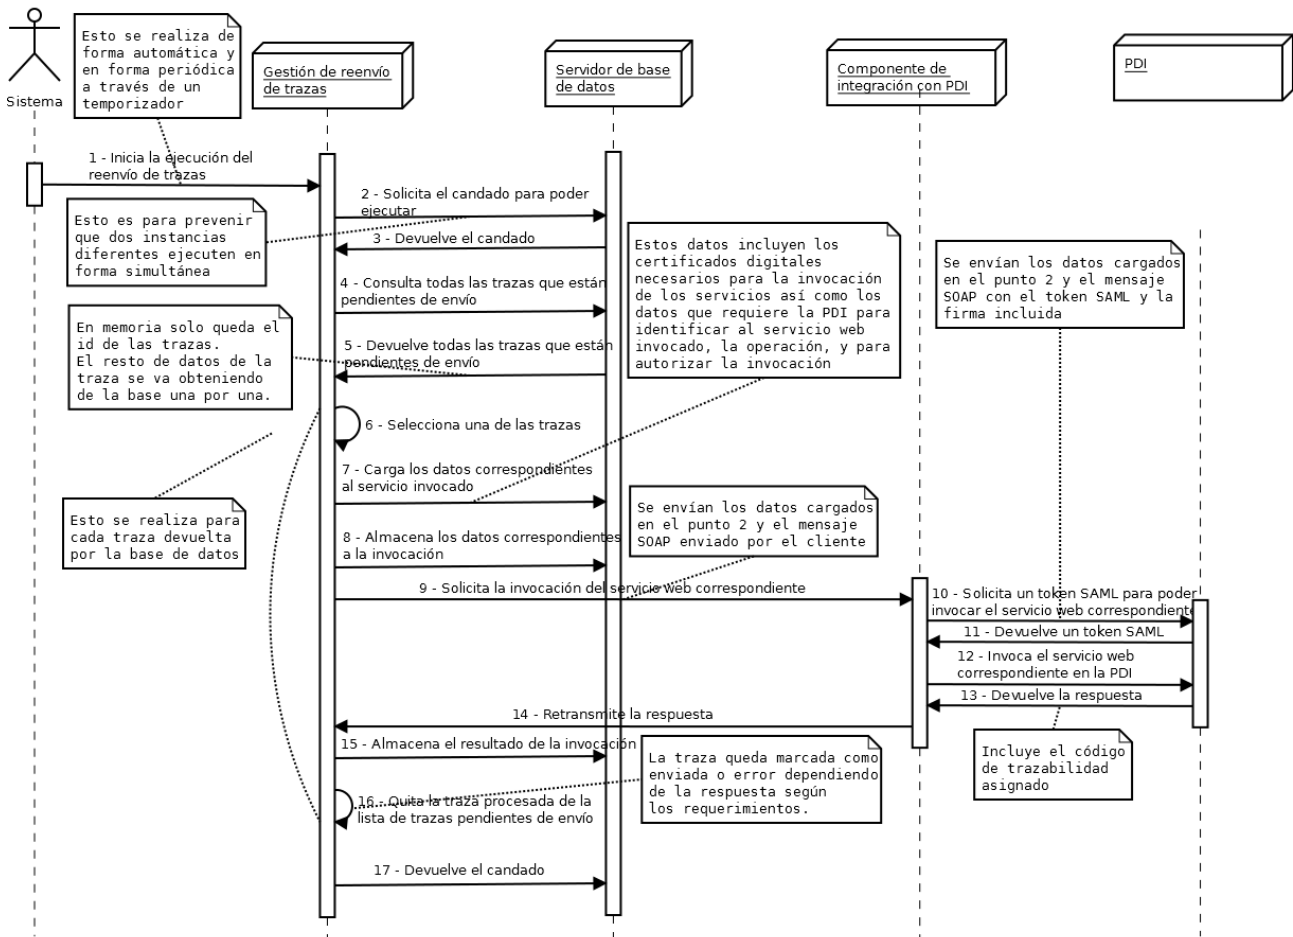 Esto se realiza de
forma automática y
en forma periódica
a través de un
temporizador
Sistema
Gestión de reenvío
de trazas
Servidor de base
de datos
Componente de
integración con PDI
PDI
1 - Inicia la ejecución del
reenvío de trazas
2 - Solicita el candado para poder
ejecutar
Esto es para prevenir
que dos instancias
diferentes ejecuten en
forma simultánea
3 - Devuelve el candado
Estos datos incluyen los
certificados digitales
necesarios para la invocación
de los servicios así como los
datos que requiere la PDI para
identificar al servicio web
invocado, la operación, y para
autorizar la invocación
Se envían los datos cargados
en el punto 2 y el mensaje
SOAP con el token SAML y la
firma incluida
4 - Consulta todas las trazas que están
pendientes de envío
En memoria solo queda el
id de las trazas.
El resto de datos de la
traza se va obteniendo
de la base una por una.
5 - Devuelve todas las trazas que están
pendientes de envío
6 - Selecciona una de las trazas
7 - Carga los datos correspondientes
al servicio invocado
Esto se realiza para
cada traza devuelta
por la base de datos
Se envían los datos cargados
en el punto 2 y el mensaje
SOAP enviado por el cliente
8 - Almacena los datos correspondientes
a la invocación
9 - Solicita la invocación del servicio web correspondiente
10 - Solicita un token SAML para poder
invocar el servicio web correspondiente
11 - Devuelve un token SAML
12 - Invoca el servicio web
correspondiente en la PDI
13 - Devuelve la respuesta
14 - Retransmite la respuesta
15 - Almacena el resultado de la invocación
La traza queda marcada como
enviada o error dependiendo
de la respuesta según
los requerimientos.
Incluye el código
de trazabilidad
asignado
16 - Quita la traza procesada de la
lista de trazas pendientes de envío
17 - Devuelve el candado